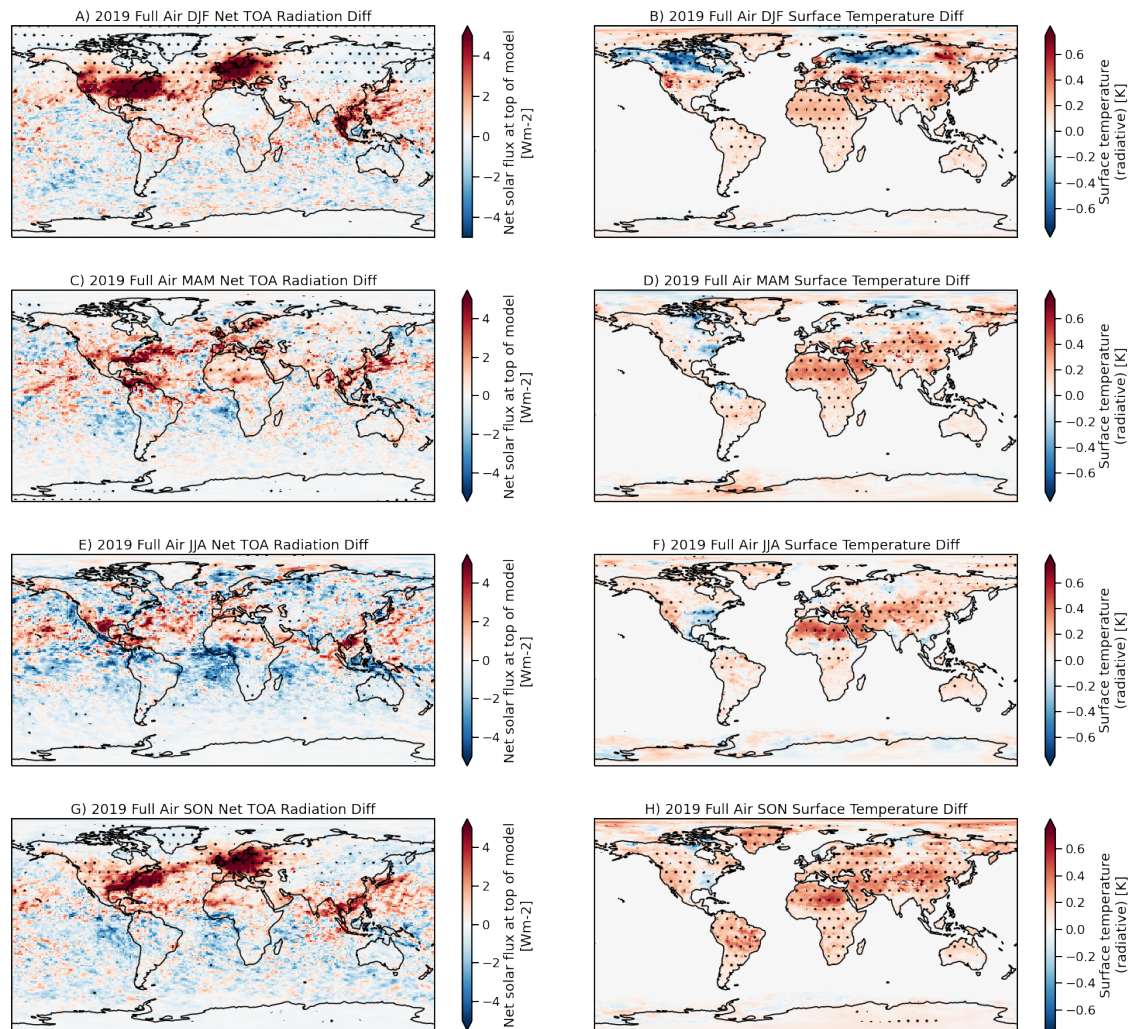 A) 2019 Full Air DJF Net TOA Radiation Diff
4
2
0
−2
−4
Net solar flux at top of model
[Wm-2]
B) 2019 Full Air DJF Surface Temperature Diff
0.6
0.4
0.2
0.0
−0.2
−0.4
−0.6
Surface temperature
(radiative) [K]
C) 2019 Full Air MAM Net TOA Radiation Diff
4
2
0
−2
−4
Net solar flux at top of model
[Wm-2]
D) 2019 Full Air MAM Surface Temperature Diff
0.6
0.4
0.2
0.0
−0.2
−0.4
−0.6
Surface temperature
(radiative) [K]
E) 2019 Full Air JJA Net TOA Radiation Diff
4
2
0
−2
−4
Net solar flux at top of model
[Wm-2]
F) 2019 Full Air JJA Surface Temperature Diff
0.6
0.4
0.2
0.0
−0.2
−0.4
−0.6
Surface temperature
(radiative) [K]
G) 2019 Full Air SON Net TOA Radiation Diff
4
2
0
−2
−4
Net solar flux at top of model
[Wm-2]
H) 2019 Full Air SON Surface Temperature Diff
0.6
0.4
0.2
0.0
−0.2
−0.4
−0.6
Surface temperature
(radiative) [K]